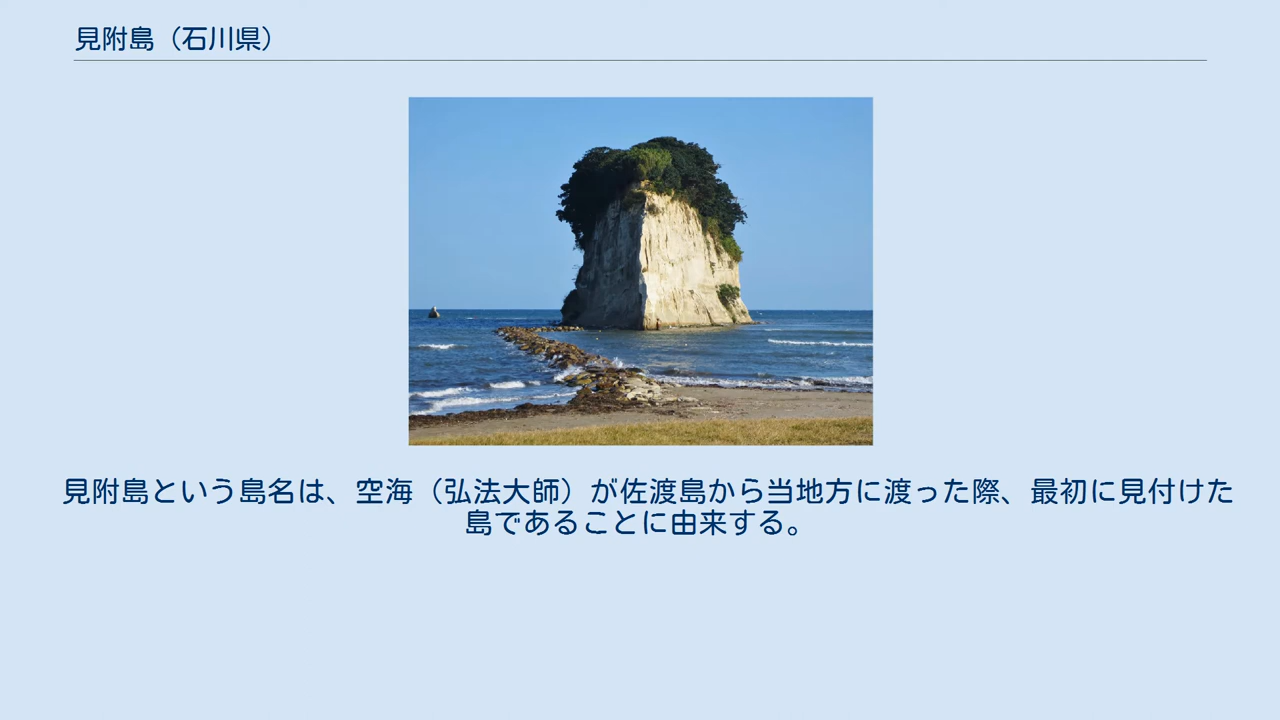 見附島（石川県）
見附島という島名は、空海（弘法大師）が佐渡島から当地方に渡った際、最初に見付けた
島であることに由来する。